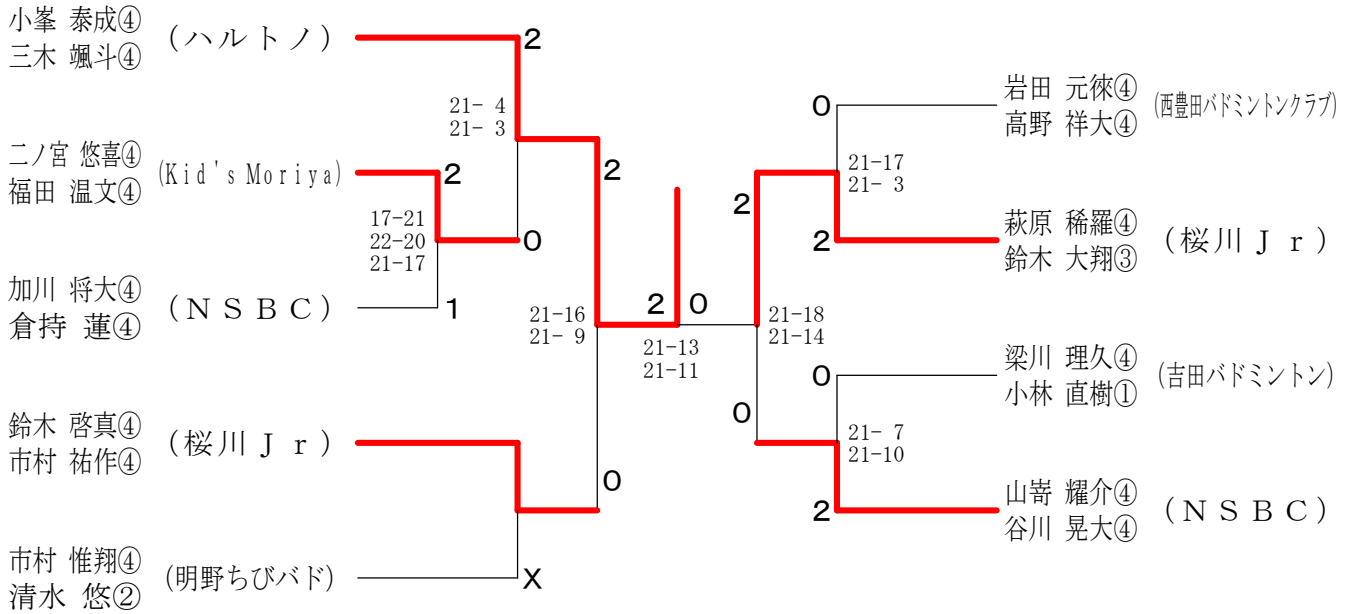 小峯 泰成④
三木 颯斗④
(ハルトノ)
2
21- 4
21- 3
二ノ宮 悠喜④
福田 温文④
(Kid's Moriya)
2
17-21
22-20
21-17
0
2
加川 将大④
倉持 蓮④
(NSBC)
1
21-16
21- 9
鈴木 啓真④
市村 祐作④
(桜川Jr)
0
市村 惟翔④
清水 悠②
(明野ちびバド)
X
2
0
21-13
21-11
岩田 元徠④
高野 祥大④
(西豊田バドミントンクラブ)
0
21-17
21- 3
2
萩原 稀羅④
鈴木 大翔③
(桜川Jr)
2
21-18
21-14
梁川 理久④
小林 直樹①
(吉田バドミントン)
0
0
21- 7
21-10
山嵜 耀介④
谷川 晃大④
(NSBC)
2